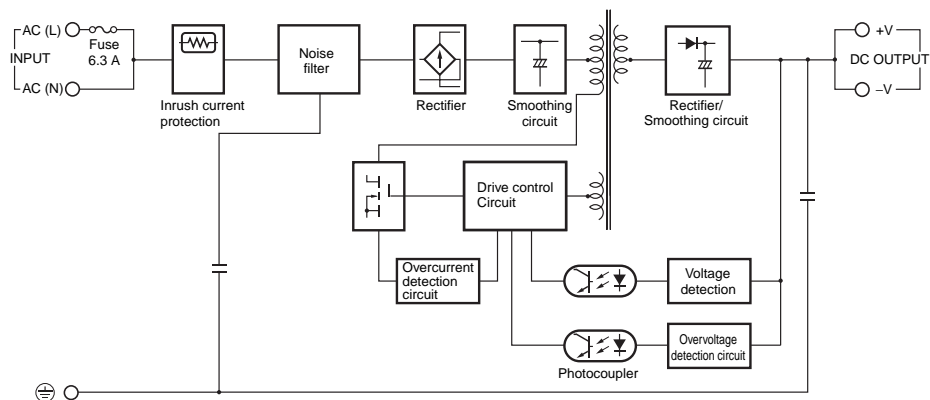 AC (L)
Fuse
6.3 A
INPUT
AC (N)
Inrush current
protection
Noise
filter
Rectifier
Smoothing
circuit
Rectifier/
Smoothing circuit
+V
DC OUTPUT
–V
Drive control
Circuit
Overcurrent
detection
circuit
Voltage
detection
Overvoltage
detection circuit
Photocoupler